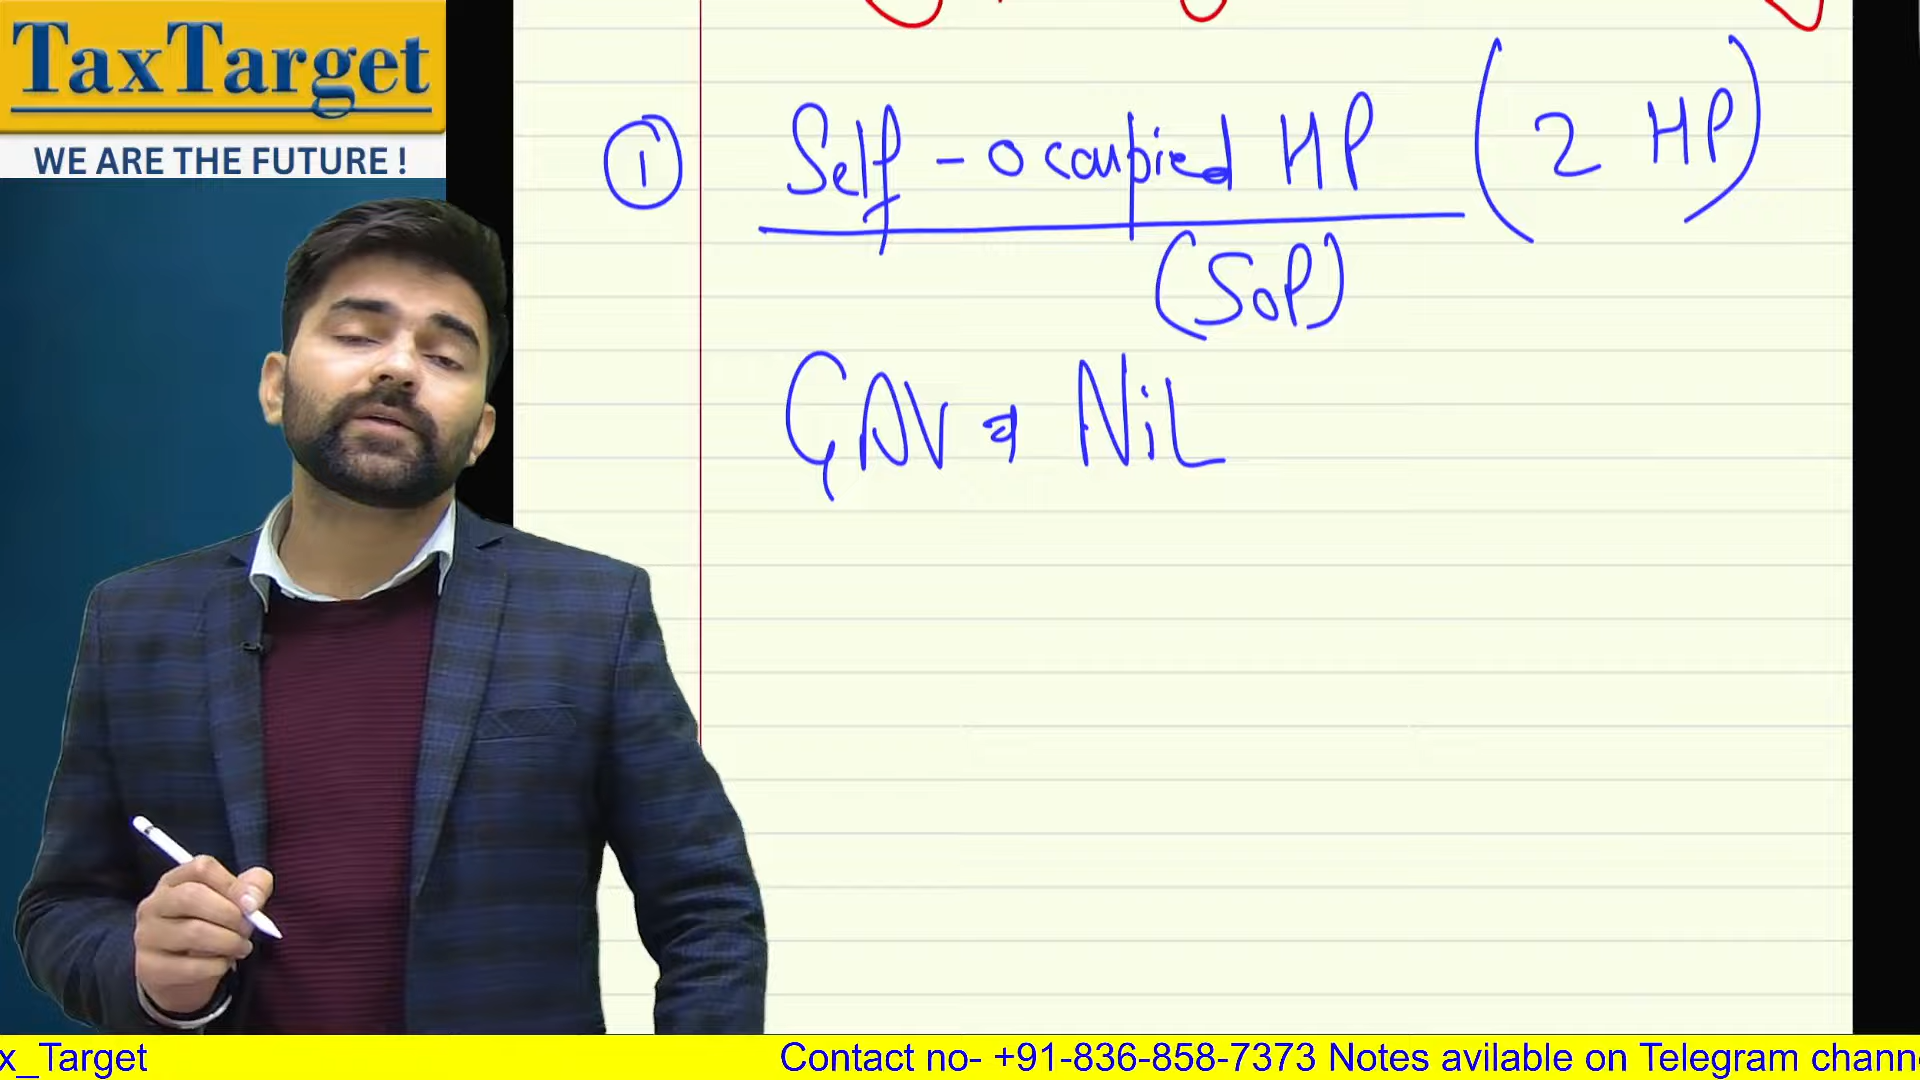 TaxTarget
WE ARE THE FUTURE !
1 Self-occupied HP (2 HP)
(SOP)
GAV = NiL
x_Target Contact no- +91-836-858-7373 Notes avilable on Telegram chann